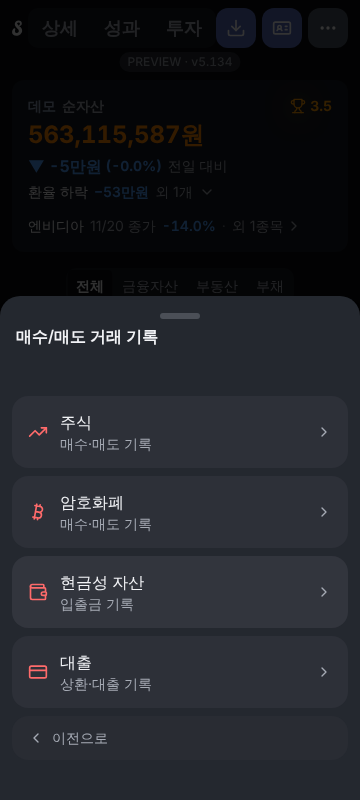 상세 성과 투자
PREVIEW · v5.134
데모 순자산
3.5
563,115,587원
▼ -5만원 (-0.0%) 전일 대비
환율 하락 -53만원 외 1개
엔비디아 11/20 종가 -14.0% · 외 1종목
전체 금융자산 부동산 부채
매수/매도 거래 기록
주식
매수·매도 기록
암호화폐
매수·매도 기록
현금성 자산
입출금 기록
대출
상환·대출 기록
이전으로